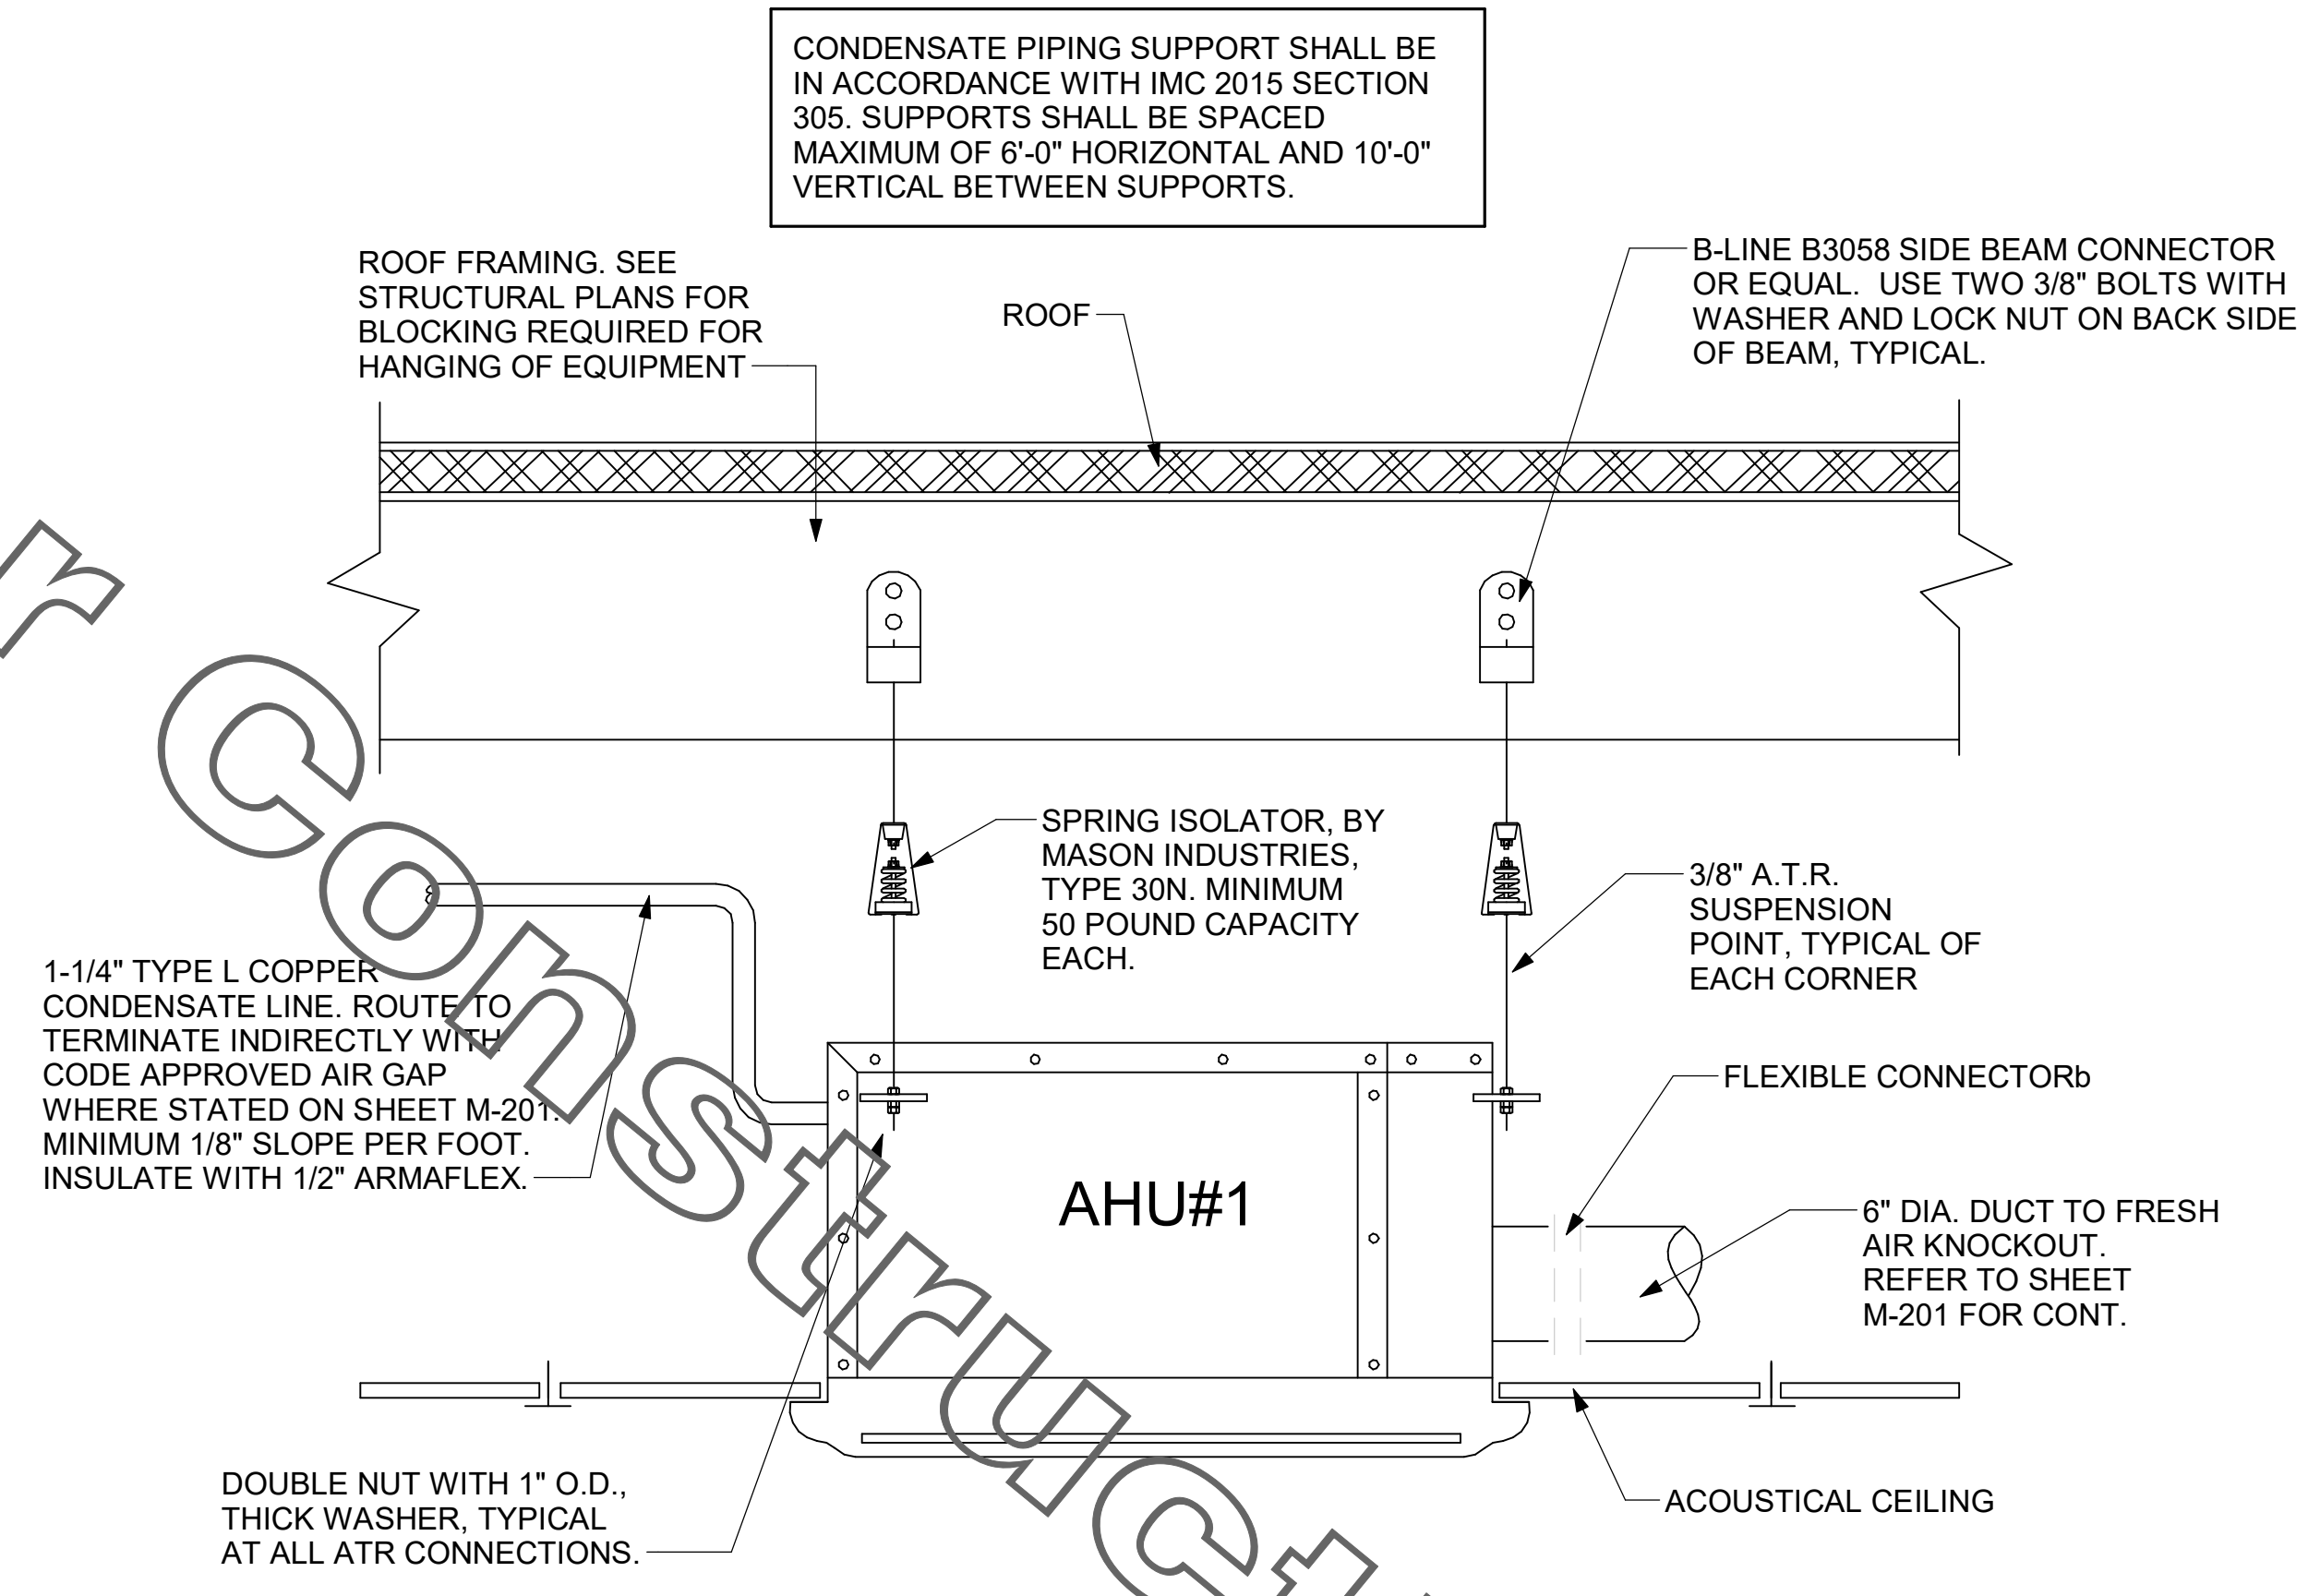 CONDENSATE PIPING SUPPORT SHALL BE
IN ACCORDANCE WITH IMC 2015 SECTION
305. SUPPORTS SHALL BE SPACED
MAXIMUM OF 6'-0" HORIZONTAL AND 10'-0"
VERTICAL BETWEEN SUPPORTS.
ROOF FRAMING. SEE
STRUCTURAL PLANS FOR
BLOCKING REQUIRED FOR
HANGING OF EQUIPMENT
ROOF
B-LINE B3058 SIDE BEAM CONNECTOR
OR EQUAL.  USE TWO 3/8" BOLTS WITH
WASHER AND LOCK NUT ON BACK SIDE
OF BEAM, TYPICAL.
SPRING ISOLATOR, BY
MASON INDUSTRIES,
TYPE 30N. MINIMUM
50 POUND CAPACITY
EACH.
3/8" A.T.R.
SUSPENSION
POINT, TYPICAL OF
EACH CORNER
1-1/4" TYPE L COPPER
CONDENSATE LINE. ROUTE TO
TERMINATE INDIRECTLY WITH
CODE APPROVED AIR GAP
WHERE STATED ON SHEET M-201.
MINIMUM 1/8" SLOPE PER FOOT.
INSULATE WITH 1/2" ARMAFLEX.
FLEXIBLE CONNECTORb
AHU#1
6" DIA. DUCT TO FRESH
AIR KNOCKOUT.
REFER TO SHEET
M-201 FOR CONT.
DOUBLE NUT WITH 1" O.D.,
THICK WASHER, TYPICAL
AT ALL ATR CONNECTIONS.
ACOUSTICAL CEILING
r Construct